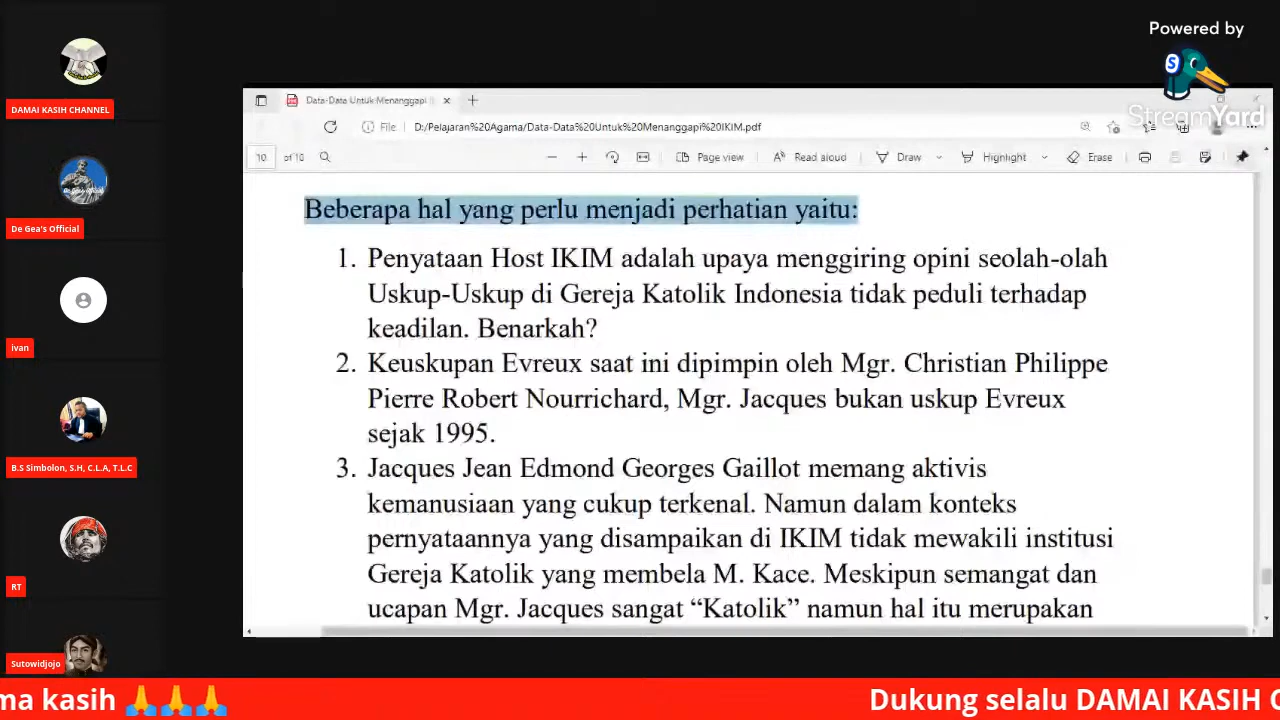 Powered by
S
StreamYard
DAMAI KASIH CHANNEL
De Gea's Official
ivan
B.S Simbolon, S.H, C.L.A, T.L.C
RT
Sutowidjojo
Data-Data Untuk Menanggapi
File D:/Pelajaran%20Agama/Data-Data%20Untuk%20Menanggapi%20IKIM.pdf
10 of 10 Page view Read aloud Draw Highlight Erase
Beberapa hal yang perlu menjadi perhatian yaitu:
1. Penyataan Host IKIM adalah upaya menggiring opini seolah-olah
Uskup-Uskup di Gereja Katolik Indonesia tidak peduli terhadap
keadilan. Benarkah?
2. Keuskupan Evreux saat ini dipimpin oleh Mgr. Christian Philippe
Pierre Robert Nourrichard, Mgr. Jacques bukan uskup Evreux
sejak 1995.
3. Jacques Jean Edmond Georges Gaillot memang aktivis
kemanusiaan yang cukup terkenal. Namun dalam konteks
pernyataannya yang disampaikan di IKIM tidak mewakili institusi
Gereja Katolik yang membela M. Kace. Meskipun semangat dan
ucapan Mgr. Jacques sangat “Katolik” namun hal itu merupakan
ma kasih 🙏🙏🙏 Dukung selalu DAMAI KASIH C